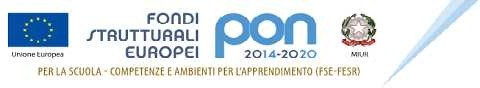 FONDI
STRUTTURALI
EUROPEI
pon
2014-2020
Unione Europea
MIUR
PER LA SCUOLA - COMPETENZE E AMBIENTI PER L'APPRENDIMENTO (FSE-FESR)